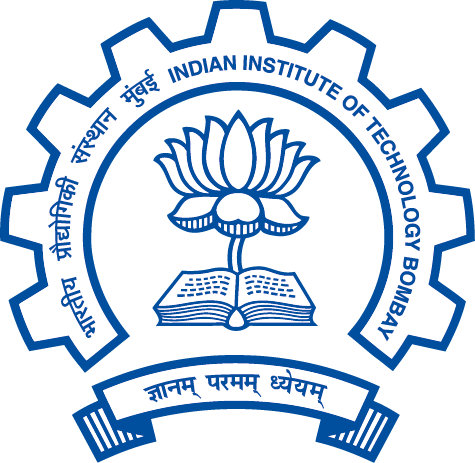 भारतीय प्रौद्योगिकी संस्थान मुंबई INDIAN INSTITUTE OF TECHNOLOGY BOMBAY
ज्ञानम् परमम् ध्येयम्